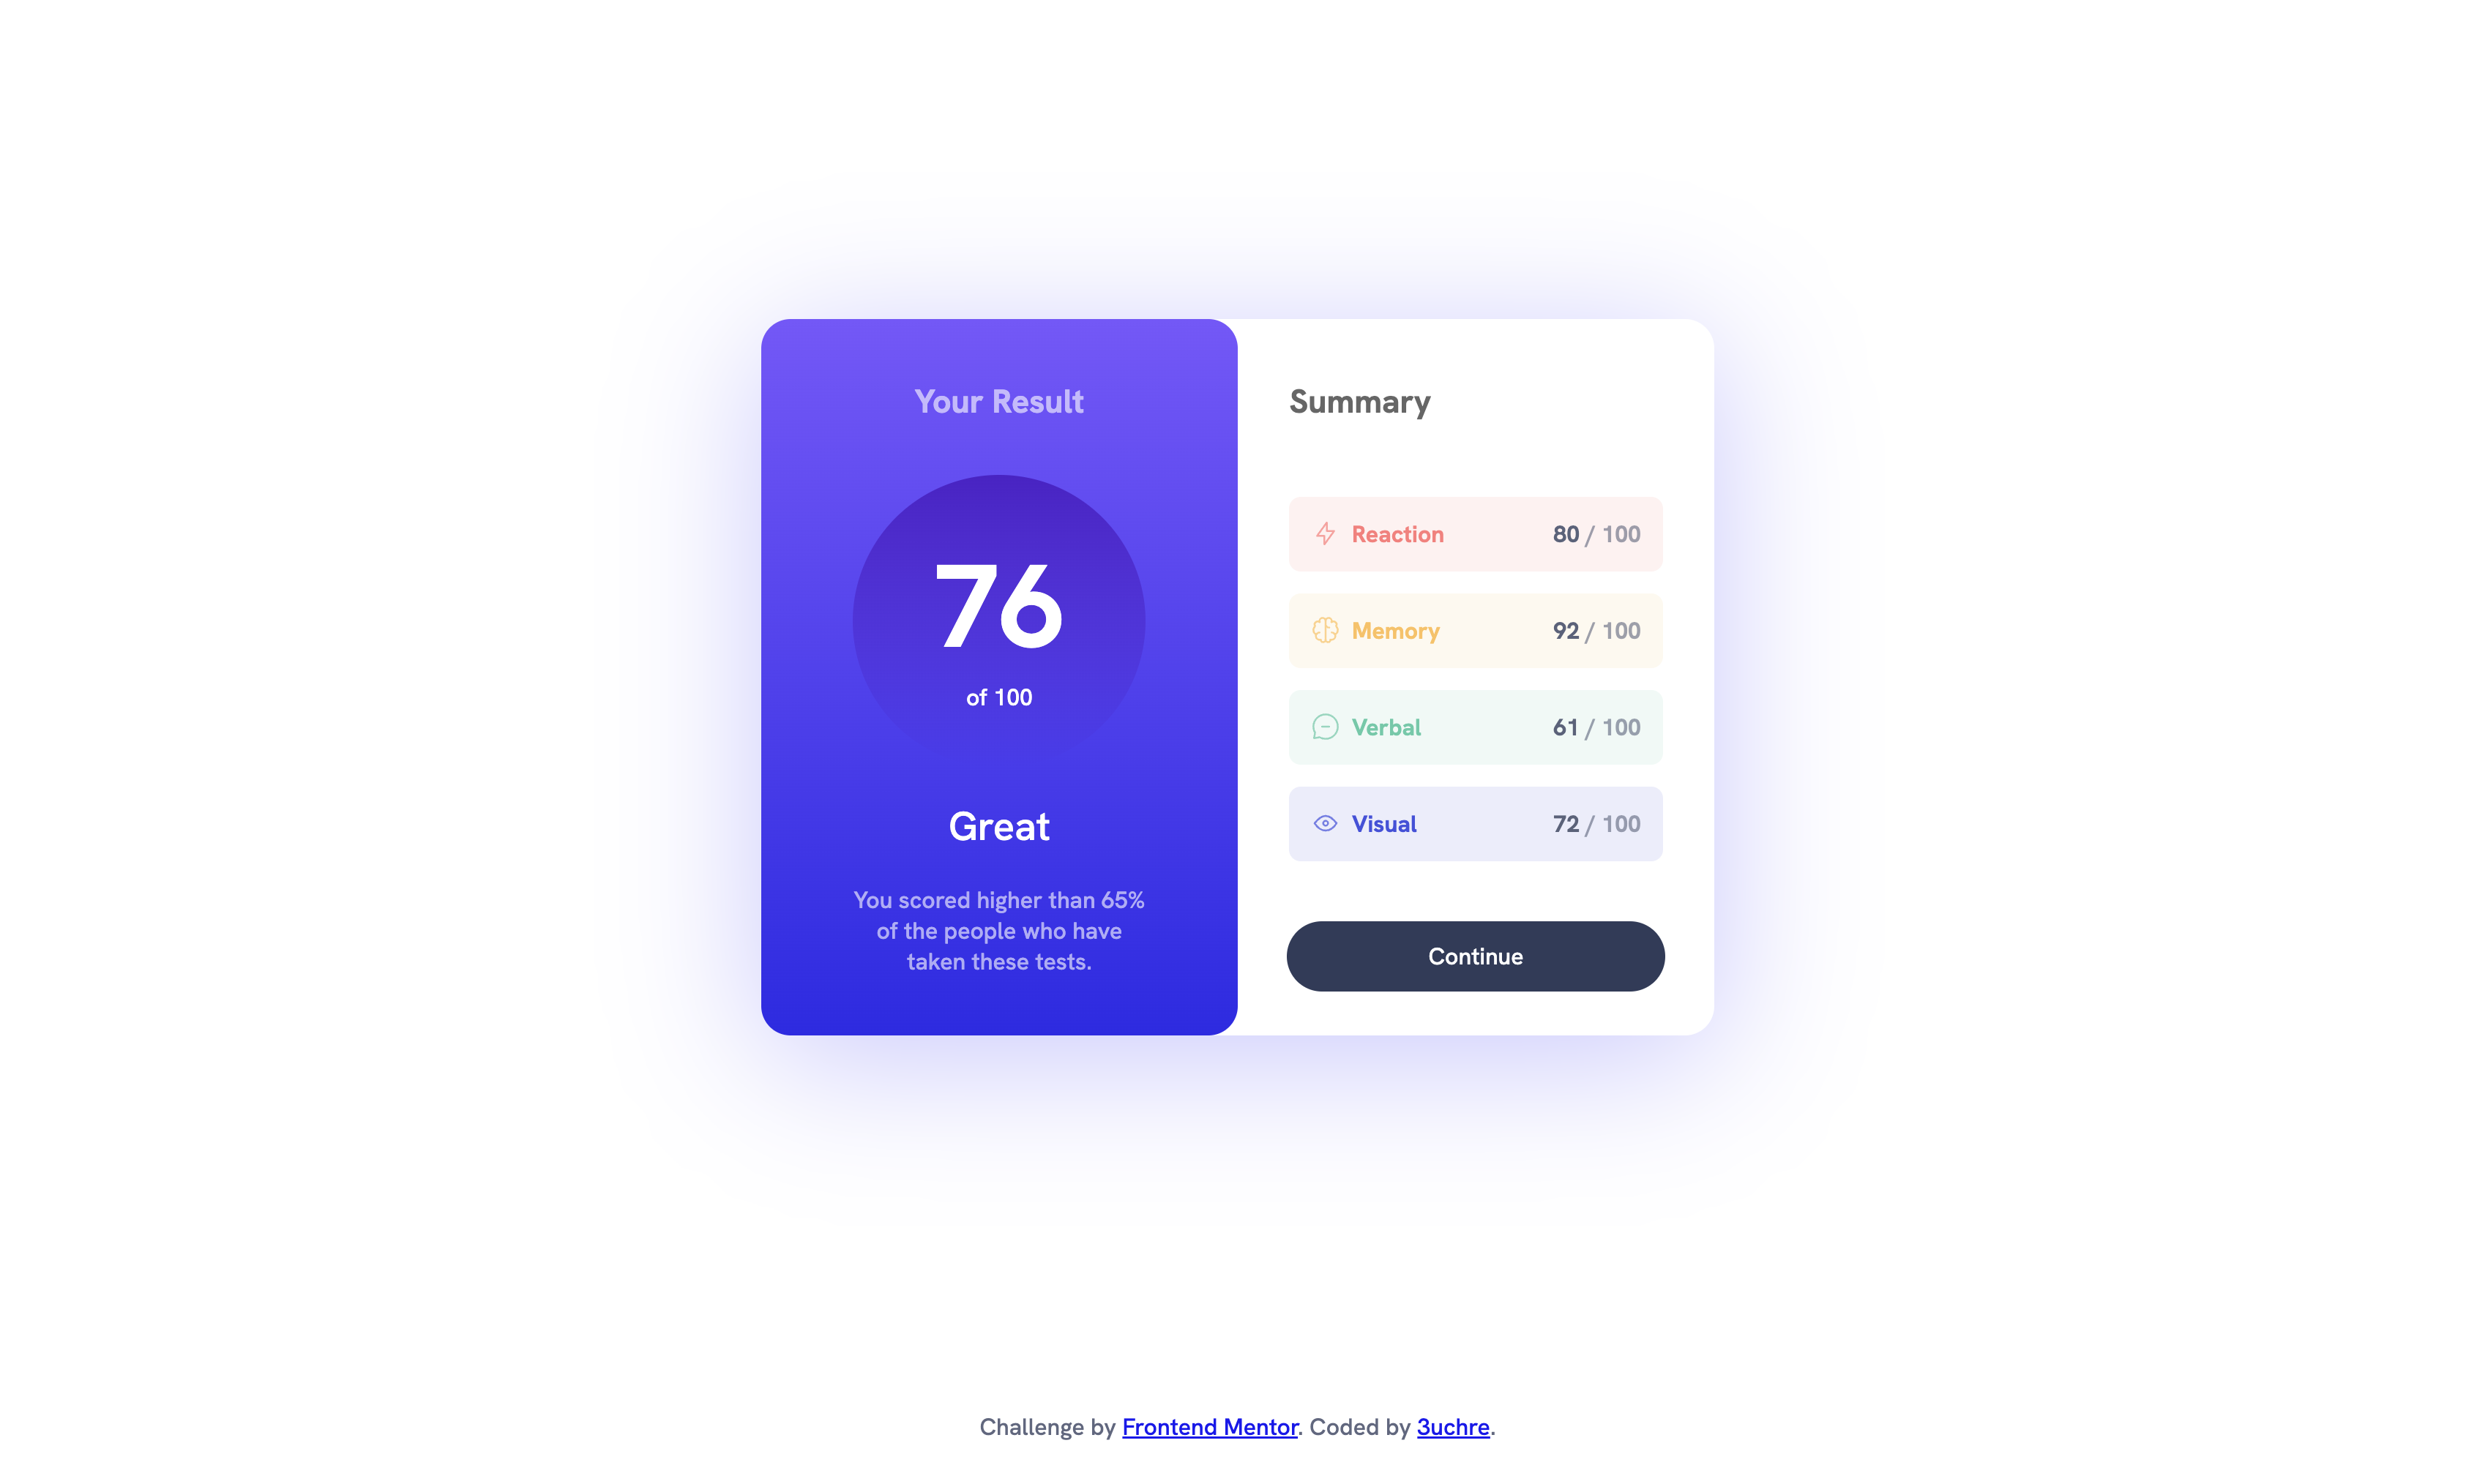 Your Result
76
of 100
Great
You scored higher than 65%
of the people who have
taken these tests.
Summary
Reaction 80 / 100
Memory 92 / 100
Verbal 61 / 100
Visual 72 / 100
Continue
Challenge by Frontend Mentor. Coded by 3uchre.